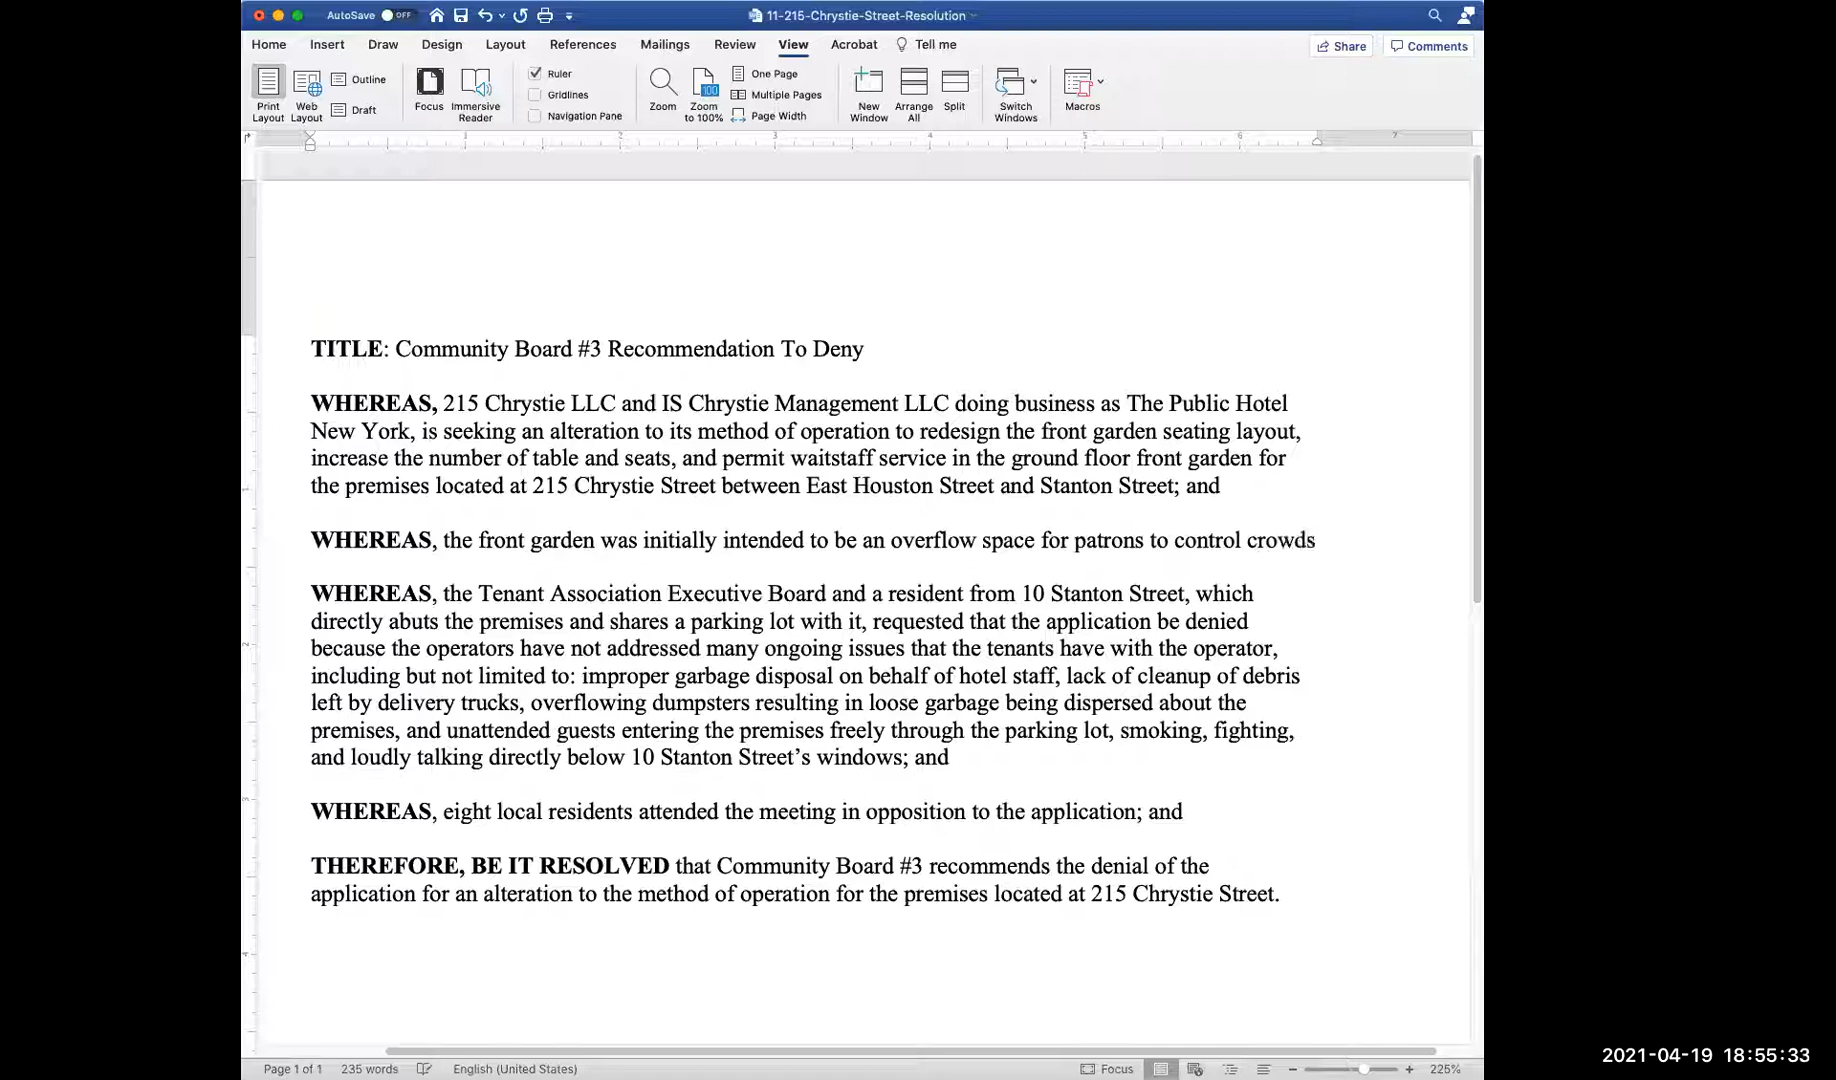 AutoSave OFF
11-215-Chrystie-Street-Resolution
Home Insert Draw Design Layout References Mailings Review View Acrobat Tell me Share Comments
Print Layout
Web Layout
Outline
Draft
Focus
Immersive Reader
Ruler
Gridlines
Navigation Pane
Zoom
100
Zoom to 100%
One Page
Multiple Pages
Page Width
New Window
Arrange All
Split
Switch Windows
Macros
1 2 3 4 5 6 7
TITLE: Community Board #3 Recommendation To Deny
WHEREAS, 215 Chrystie LLC and IS Chrystie Management LLC doing business as The Public Hotel
New York, is seeking an alteration to its method of operation to redesign the front garden seating layout,
increase the number of table and seats, and permit waitstaff service in the ground floor front garden for
the premises located at 215 Chrystie Street between East Houston Street and Stanton Street; and
WHEREAS, the front garden was initially intended to be an overflow space for patrons to control crowds
WHEREAS, the Tenant Association Executive Board and a resident from 10 Stanton Street, which
directly abuts the premises and shares a parking lot with it, requested that the application be denied
because the operators have not addressed many ongoing issues that the tenants have with the operator,
including but not limited to: improper garbage disposal on behalf of hotel staff, lack of cleanup of debris
left by delivery trucks, overflowing dumpsters resulting in loose garbage being dispersed about the
premises, and unattended guests entering the premises freely through the parking lot, smoking, fighting,
and loudly talking directly below 10 Stanton Street’s windows; and
WHEREAS, eight local residents attended the meeting in opposition to the application; and
THEREFORE, BE IT RESOLVED that Community Board #3 recommends the denial of the
application for an alteration to the method of operation for the premises located at 215 Chrystie Street.
Page 1 of 1 235 words English (United States) Focus 225%
2021-04-19 18:55:33